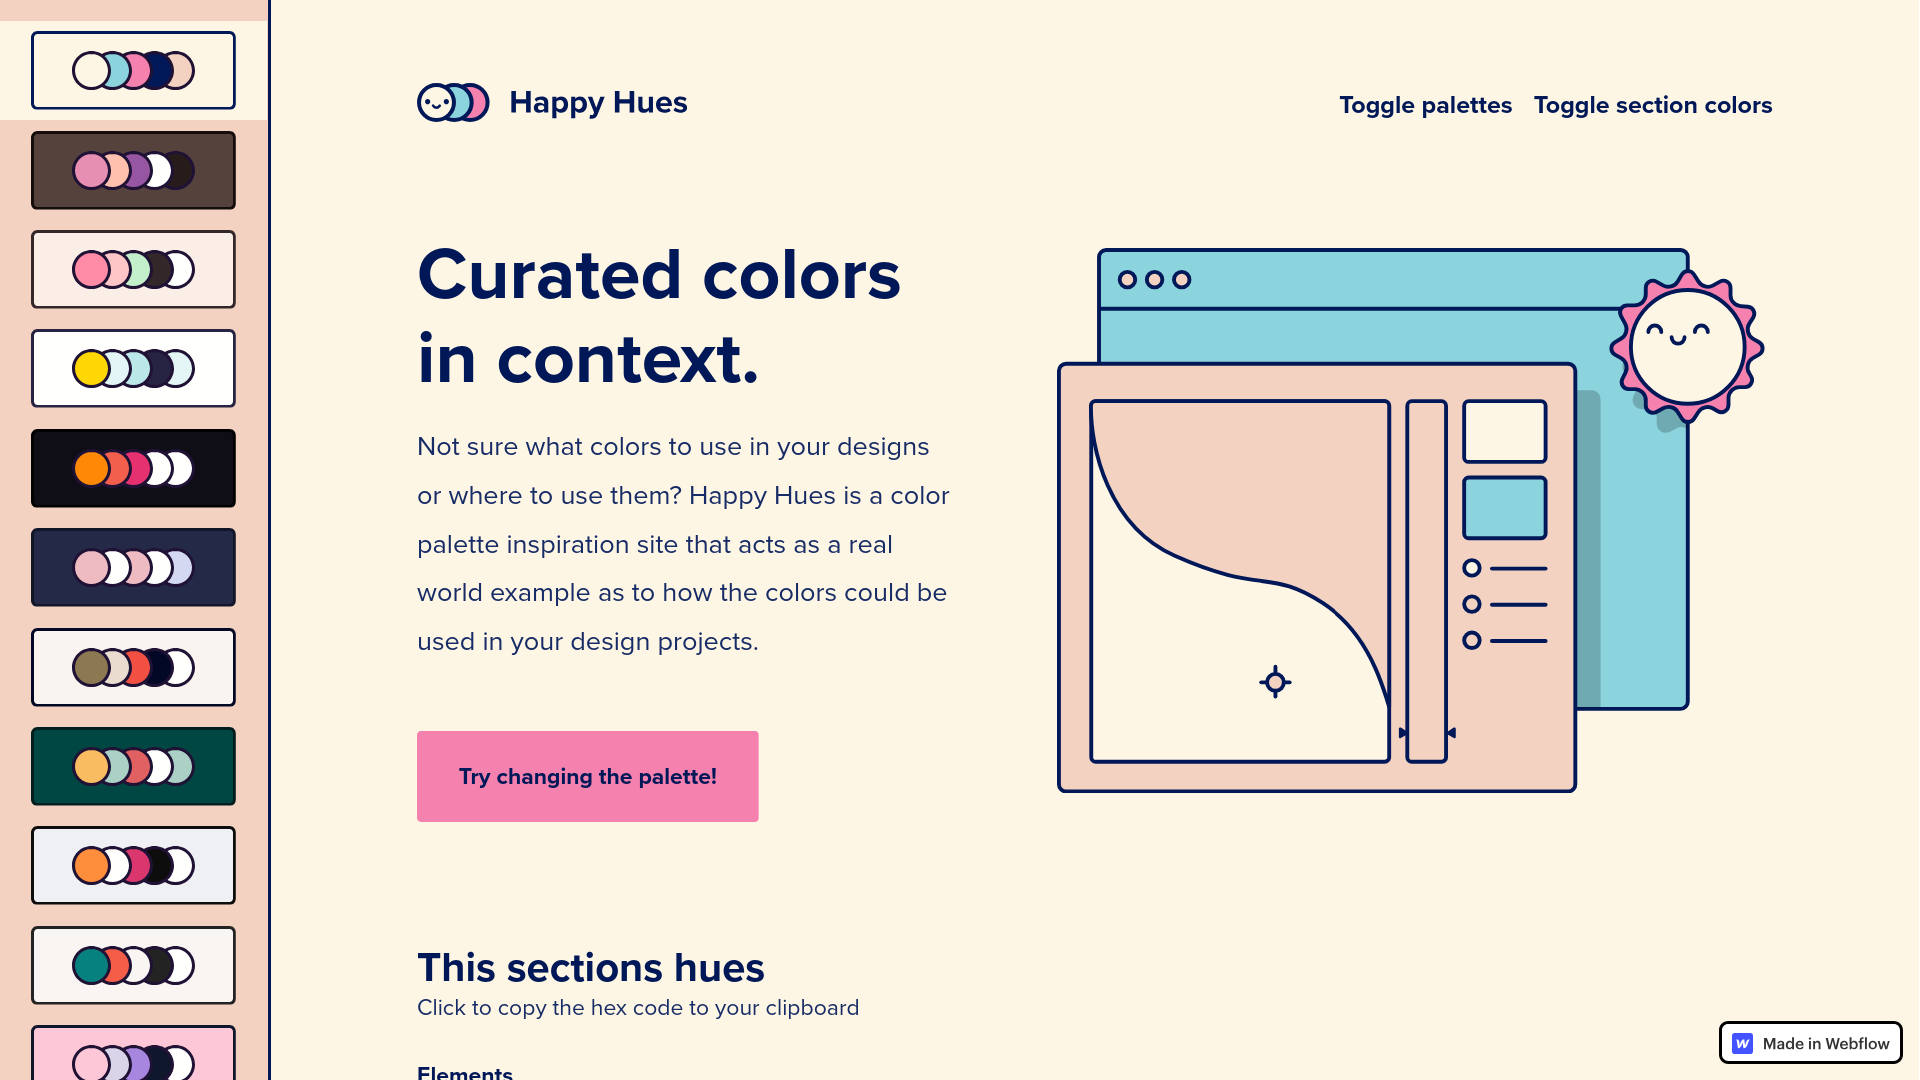 Happy Hues
Toggle palettes Toggle section colors
Curated colors
in context.
Not sure what colors to use in your designs
or where to use them? Happy Hues is a color
palette inspiration site that acts as a real
world example as to how the colors could be
used in your design projects.
Try changing the palette!
This sections hues
Click to copy the hex code to your clipboard
Elements
Made in Webflow